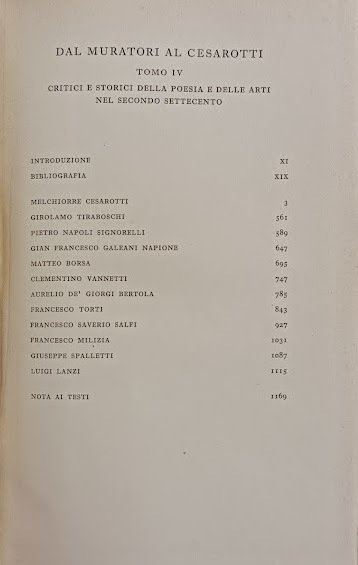 DAL MURATORI AL CESAROTTI
TOMO IV
CRITICI E STORICI DELLA POESIA E DELLE ARTI
NEL SECONDO SETTECENTO
INTRODUZIONE XI
BIBLIOGRAFIA XIX
MELCHIORRE CESAROTTI 3
GIROLAMO TIRABOSCHI 561
PIETRO NAPOLI SIGNORELLI 589
GIAN FRANCESCO GALEANI NAPIONE 647
MATTEO BORSA 695
CLEMENTINO VANNETTI 747
AURELIO DE' GIORGI BERTOLA 785
FRANCESCO TORTI 843
FRANCESCO SAVERIO SALFI 927
FRANCESCO MILIZIA 1031
GIUSEPPE SPALLETTI 1087
LUIGI LANZI 1115
NOTA AI TESTI 1169